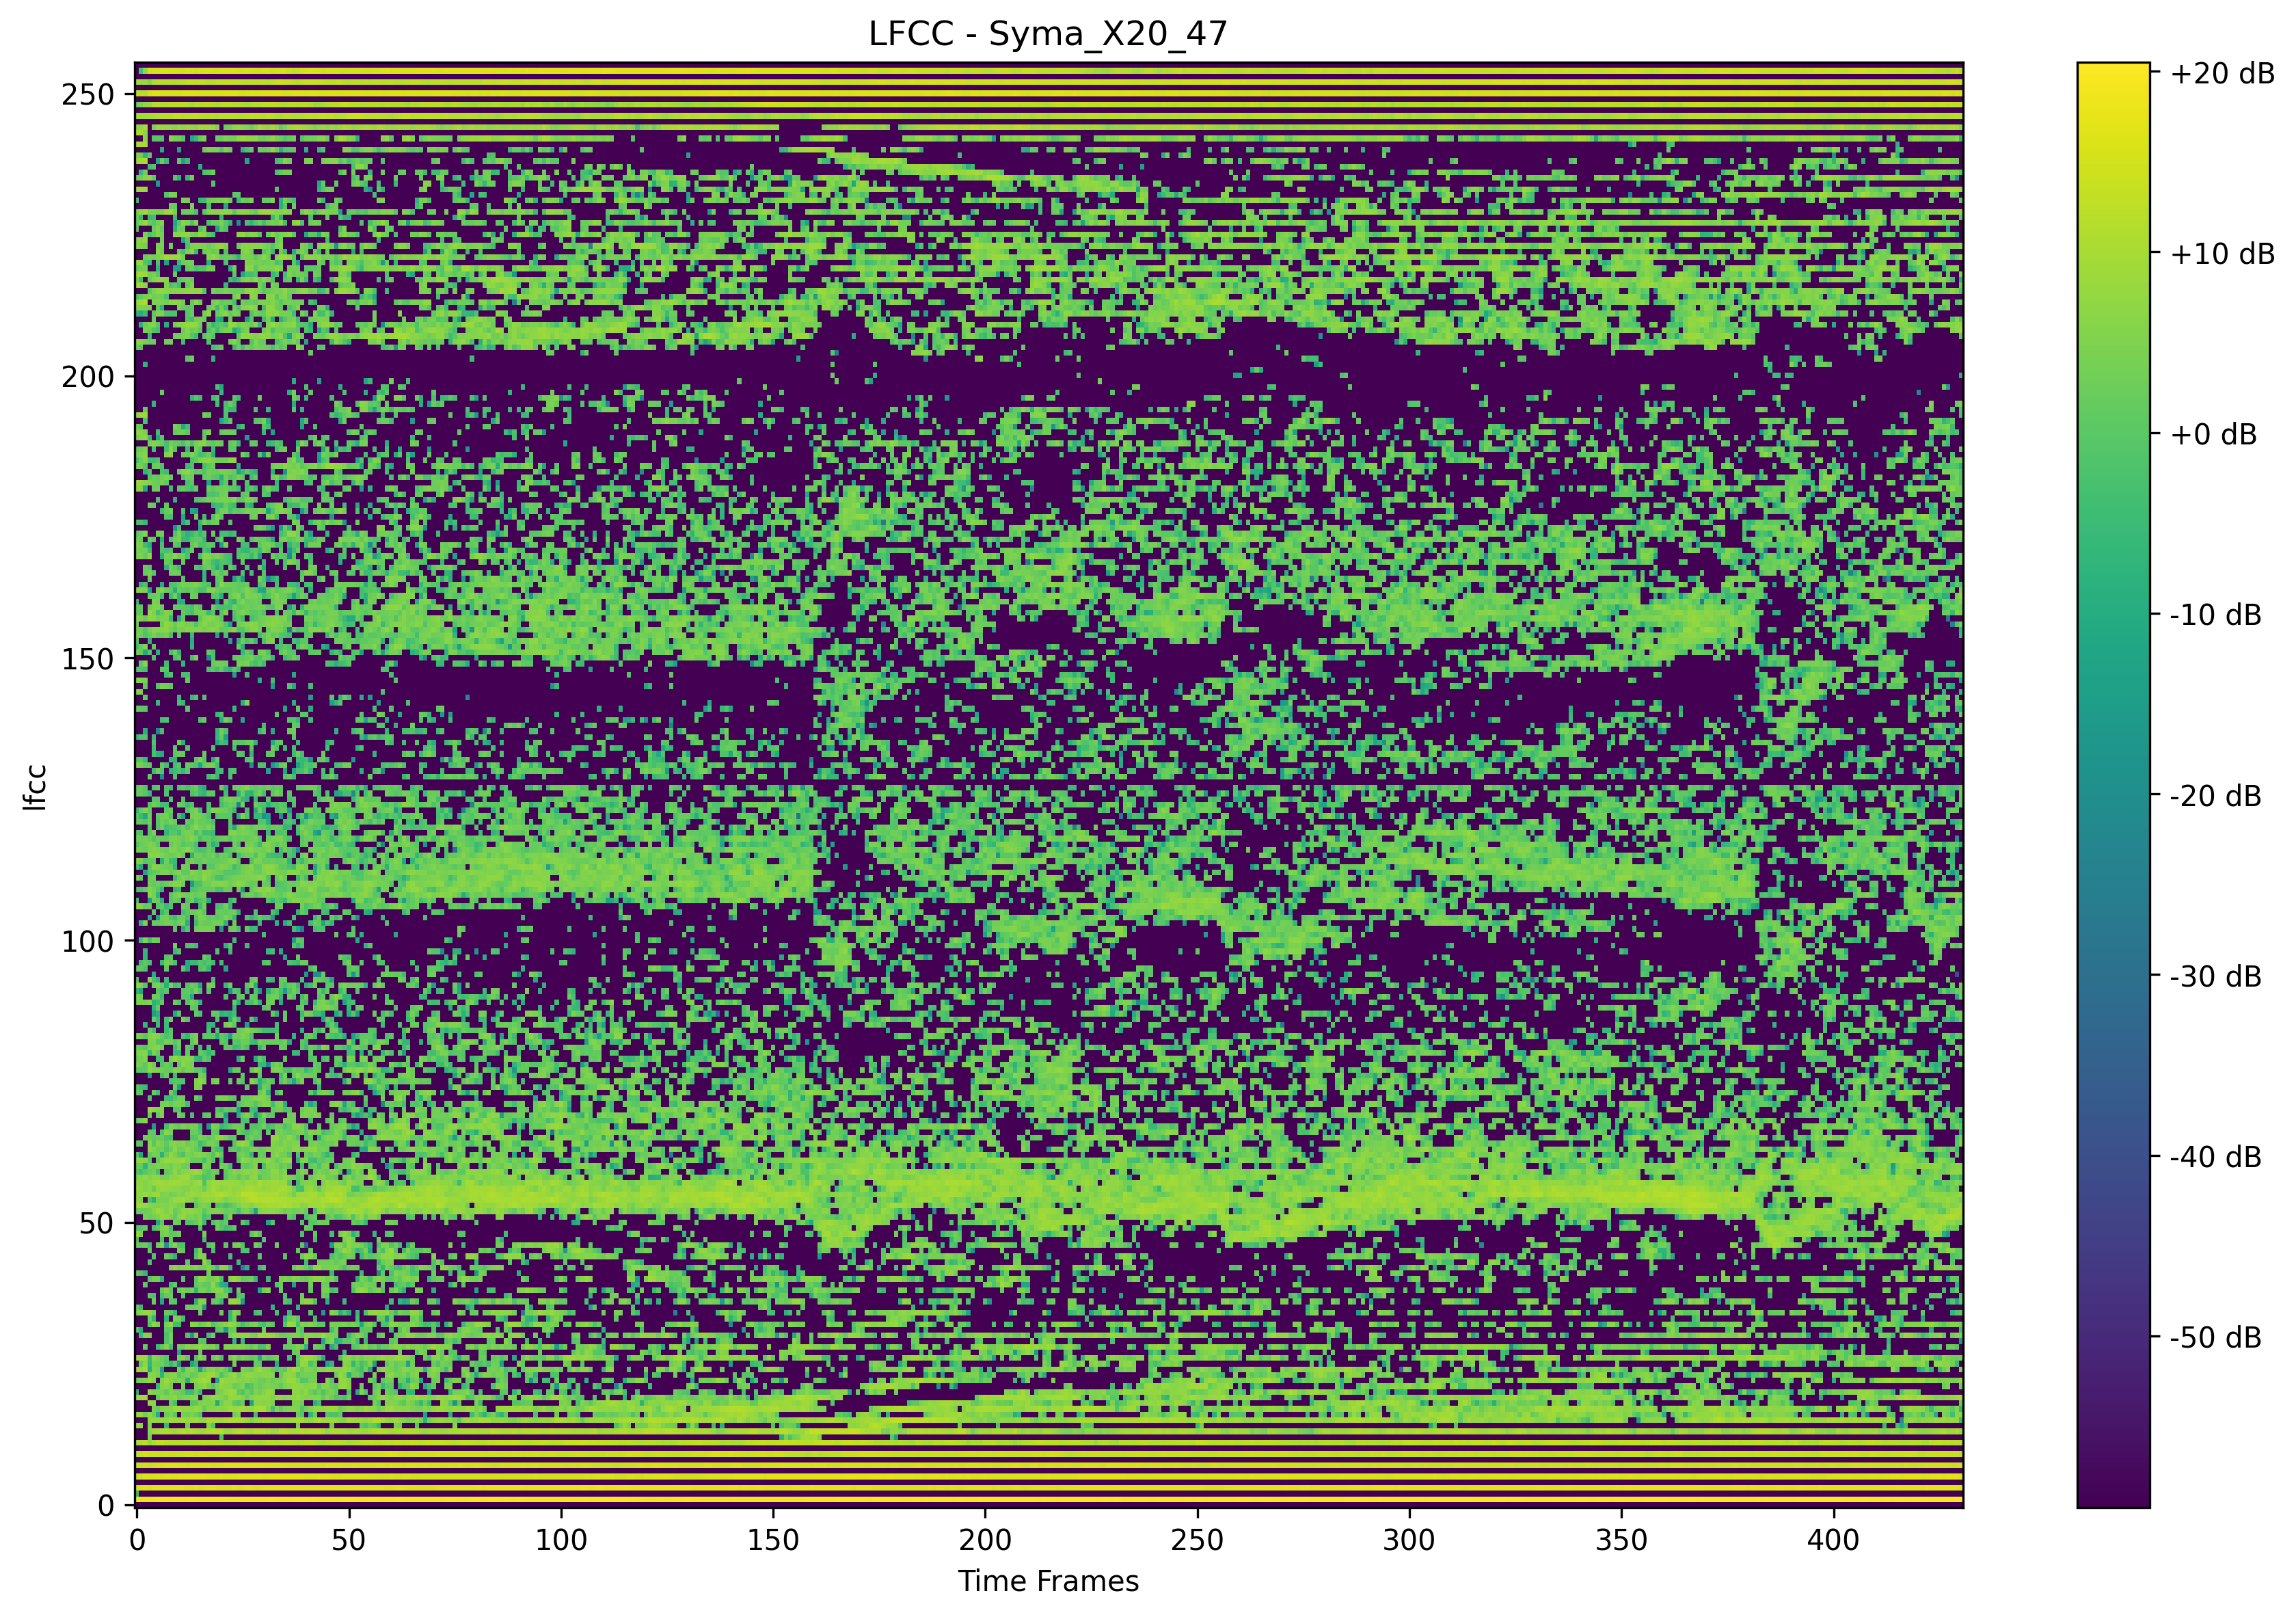 LFCC - Syma_X20_47
250
200
150
100
50
0
lfcc
0 50 100 150 200 250 300 350 400
Time Frames
+20 dB
+10 dB
+0 dB
-10 dB
-20 dB
-30 dB
-40 dB
-50 dB